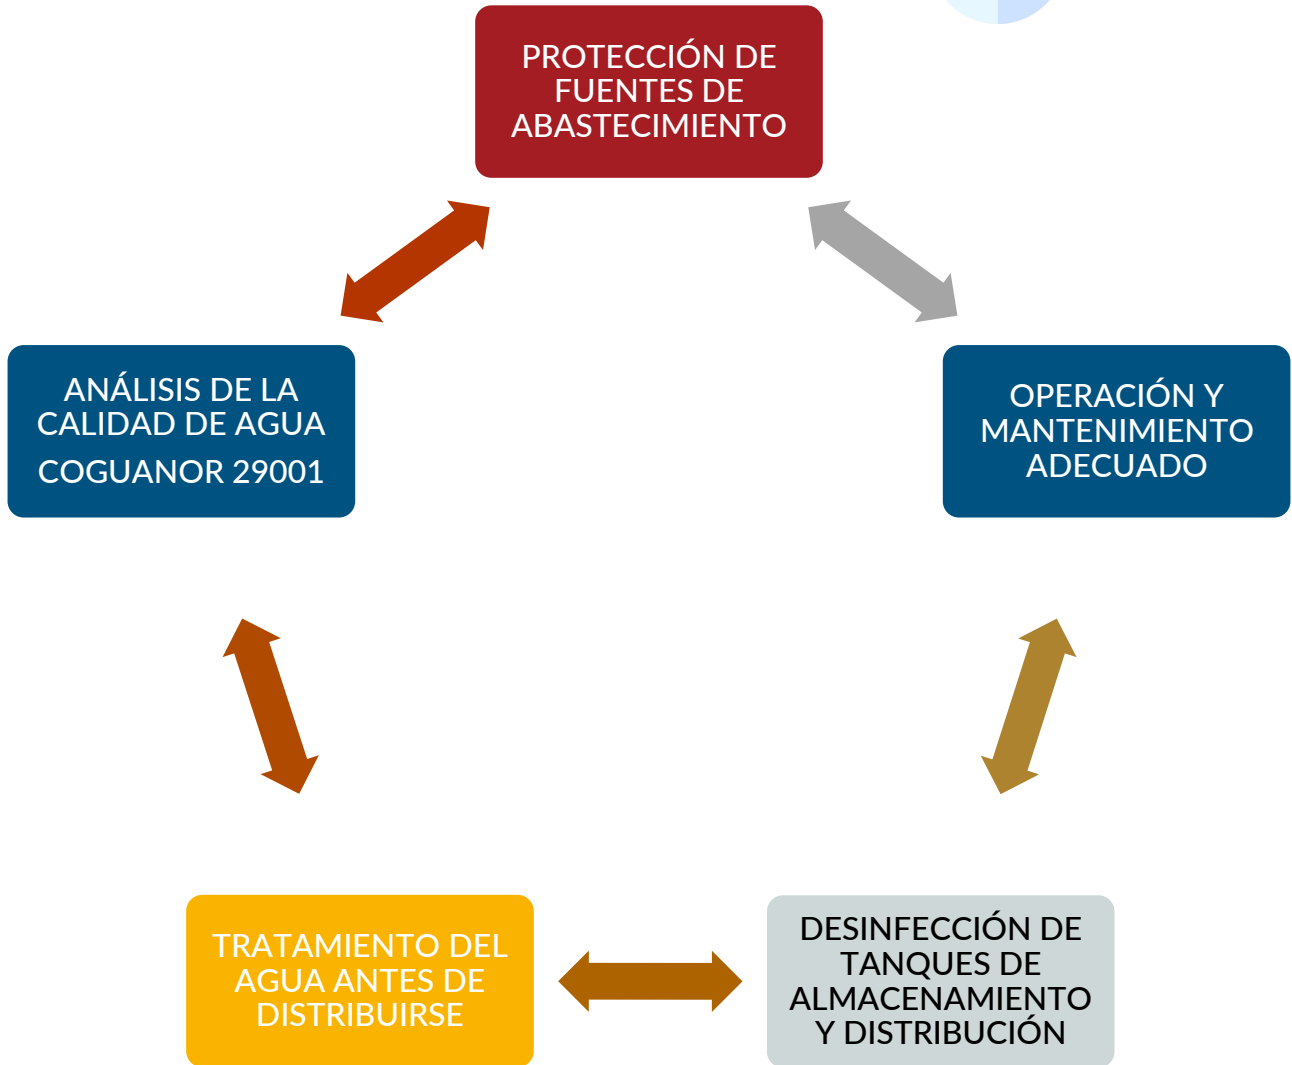 PROTECCIÓN DE
FUENTES DE
ABASTECIMIENTO
ANÁLISIS DE LA
CALIDAD DE AGUA
COGUANOR 29001
OPERACIÓN Y
MANTENIMIENTO
ADECUADO
TRATAMIENTO DEL
AGUA ANTES DE
DISTRIBUIRSE
DESINFECCIÓN DE
TANQUES DE
ALMACENAMIENTO
Y DISTRIBUCIÓN